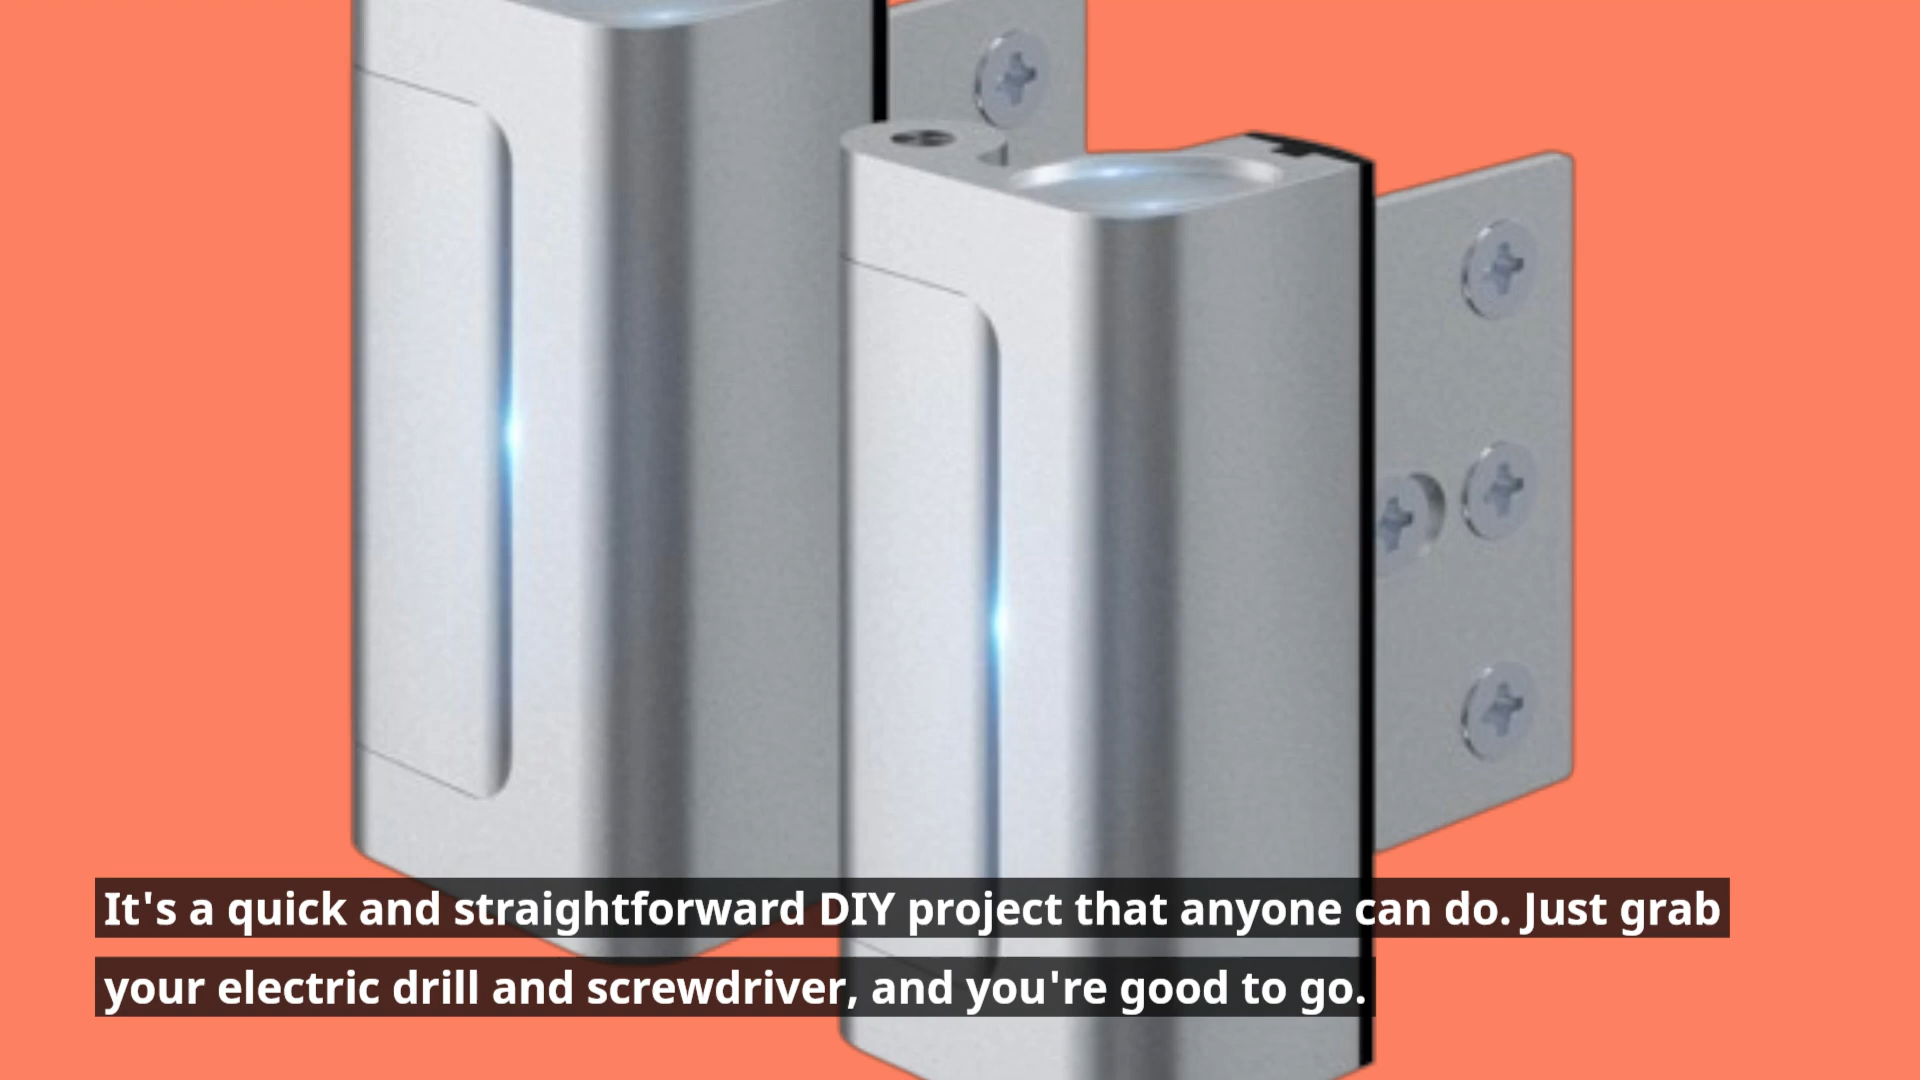 It's a quick and straightforward DIY project that anyone can do. Just grab
your electric drill and screwdriver, and you're good to go.